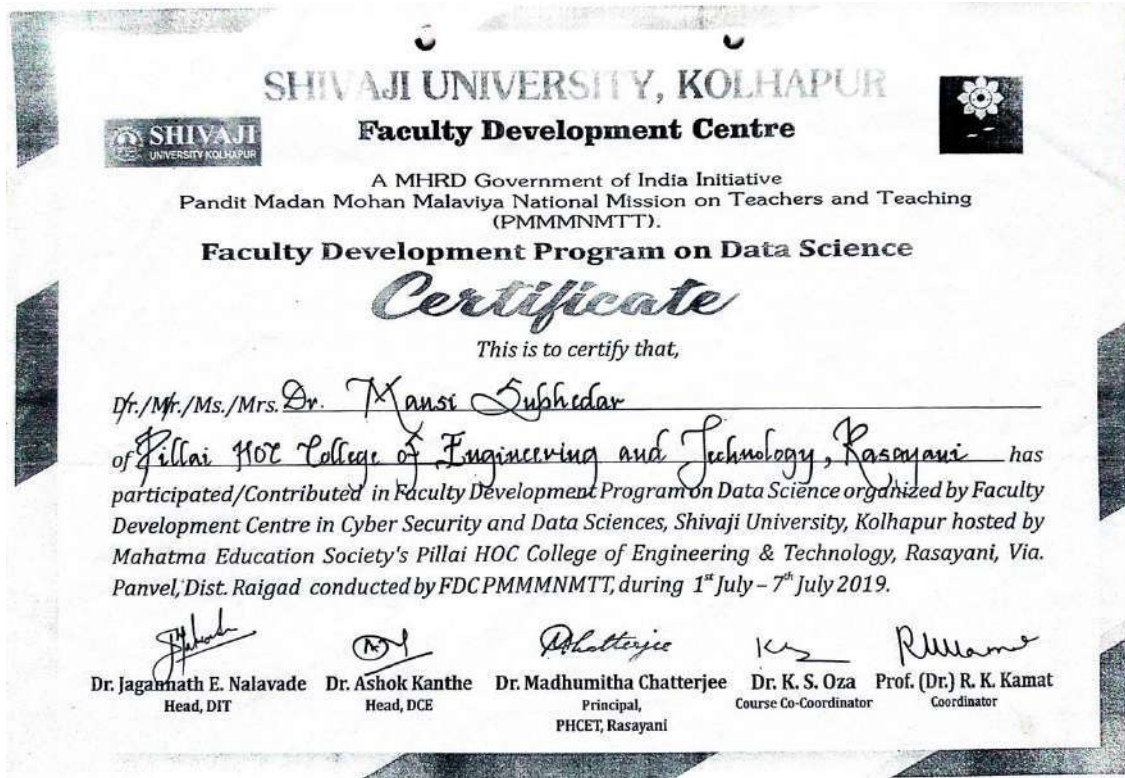 SHIVAJI UNIVERSITY, KOLHAPUR
SHIVAJI
UNIVERSITY KOLHAPUR
Faculty Development Centre
A MHRD Government of India Initiative
Pandit Madan Mohan Malaviya National Mission on Teachers and Teaching
(PMMMNMTT).
Faculty Development Program on Data Science
Certificate
This is to certify that,
Dr./Mr./Ms./Mrs. Dr. Mansi Subhedar
of Pillai HOC College of Engineering and Technology, Rasayani has
participated/Contributed in Faculty Development Program on Data Science organized by Faculty
Development Centre in Cyber Security and Data Sciences, Shivaji University, Kolhapur hosted by
Mahatma Education Society's Pillai HOC College of Engineering & Technology, Rasayani, Via.
Panvel, Dist. Raigad conducted by FDC PMMMNMTT, during 1st July – 7th July 2019.
Dr. Jagannath E. Nalavade Dr. Ashok Kanthe Dr. Madhumitha Chatterjee Dr. K. S. Oza Prof. (Dr.) R. K. Kamat
Head, DIT Head, DCE Principal, Course Co-Coordinator Coordinator
PHCET, Rasayani